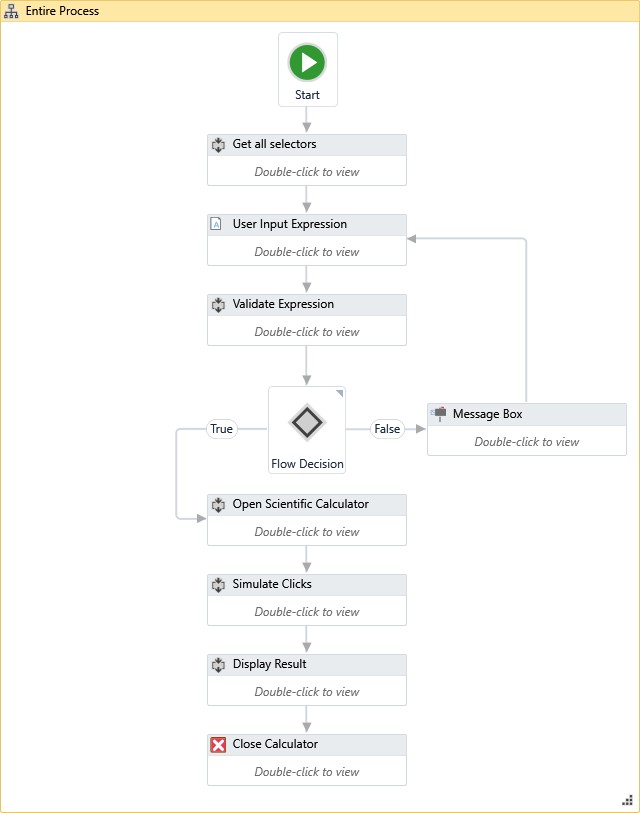 Entire Process
Start
Get all selectors
Double-click to view
User Input Expression
Double-click to view
Validate Expression
Double-click to view
True
False
Flow Decision
Message Box
Double-click to view
Open Scientific Calculator
Double-click to view
Simulate Clicks
Double-click to view
Display Result
Double-click to view
Close Calculator
Double-click to view